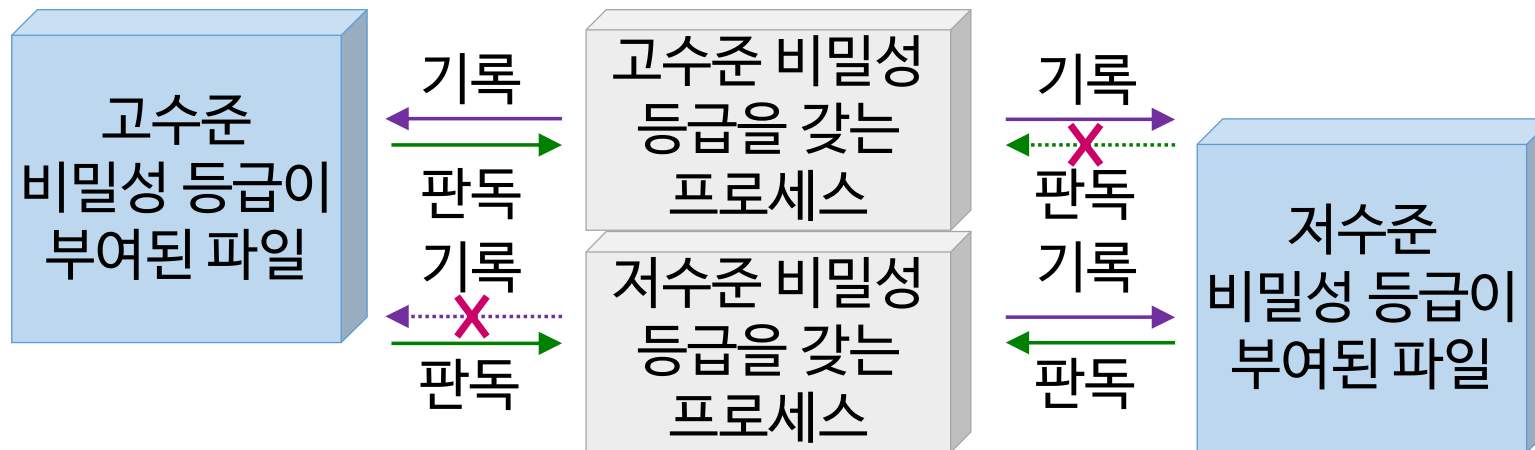 고수준
비밀성 등급이
부여된 파일
기록
판독
기록
판독
고수준 비밀성
등급을 갖는
프로세스
저수준 비밀성
등급을 갖는
프로세스
기록
판독
기록
판독
저수준
비밀성 등급이
부여된 파일